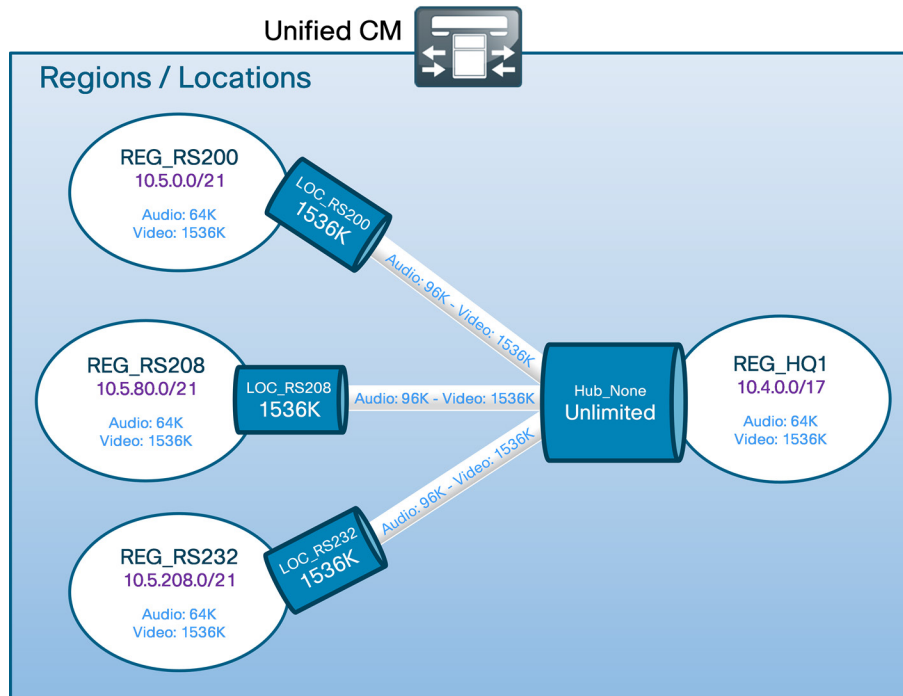 Unified CM
Regions / Locations
REG_RS200
10.5.0.0/21
Audio: 64K
Video: 1536K
LOC_RS200
1536K
Audio: 96K - Video: 1536K
REG_RS208
10.5.80.0/21
Audio: 64K
Video: 1536K
LOC_RS208
1536K
Audio: 96K - Video: 1536K
Hub_None
Unlimited
REG_HQ1
10.4.0.0/17
Audio: 64K
Video: 1536K
REG_RS232
10.5.208.0/21
Audio: 64K
Video: 1536K
LOC_RS232
1536K
Audio: 96K - Video: 1536K